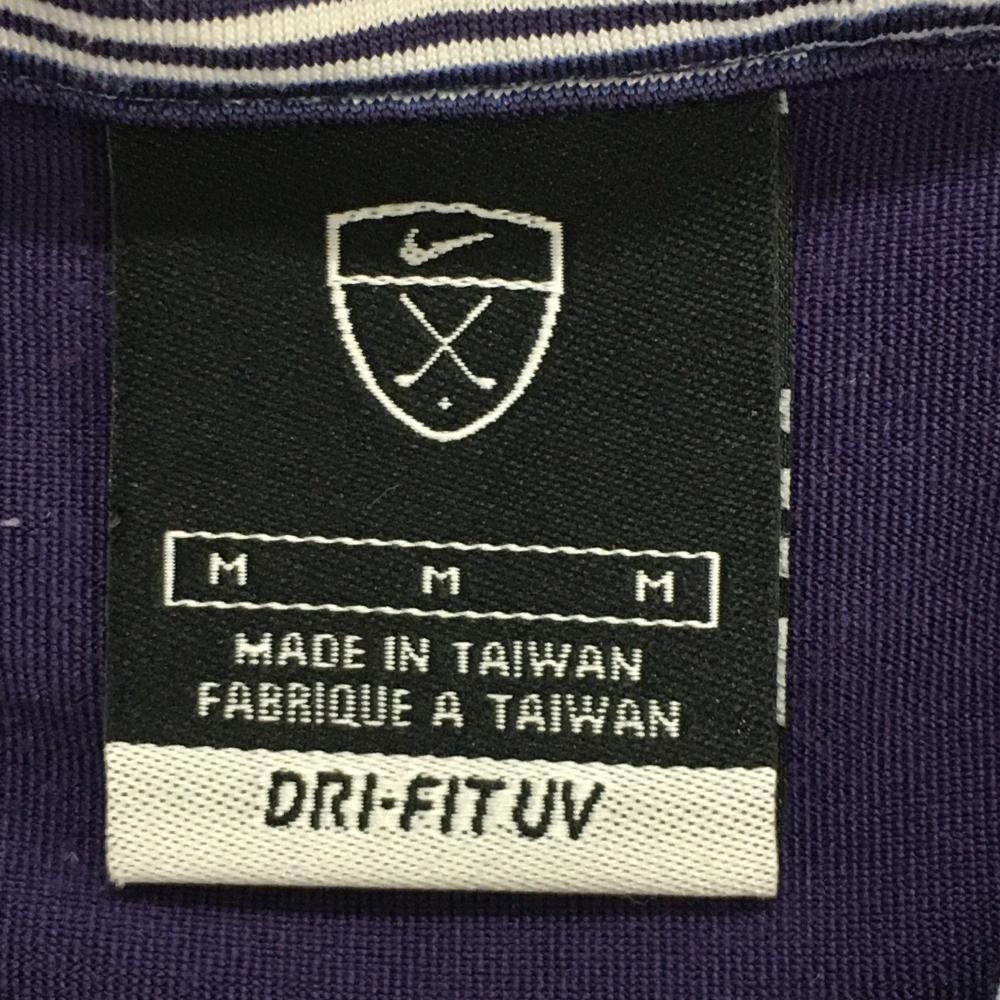 M M M
MADE IN TAIWAN
FABRIQUE A TAIWAN
DRI-FIT UV